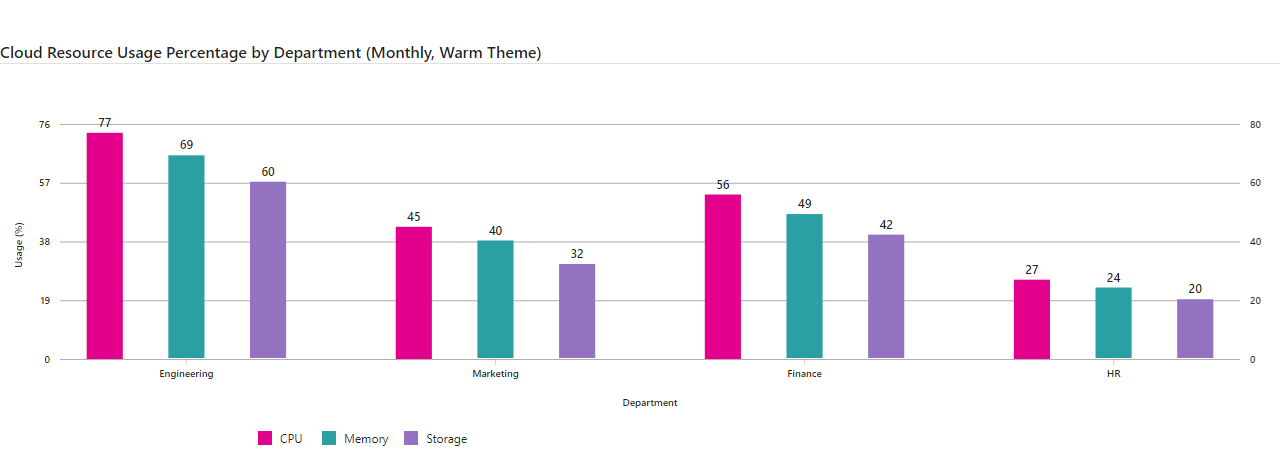 Cloud Resource Usage Percentage by Department (Monthly, Warm Theme)
77
76 80
69
60
57 56 60
49
45
42
40
38 40
Usage (%)
32
27
24
20
19 20
0 0
Engineering Marketing Finance HR
Department
CPU Memory Storage